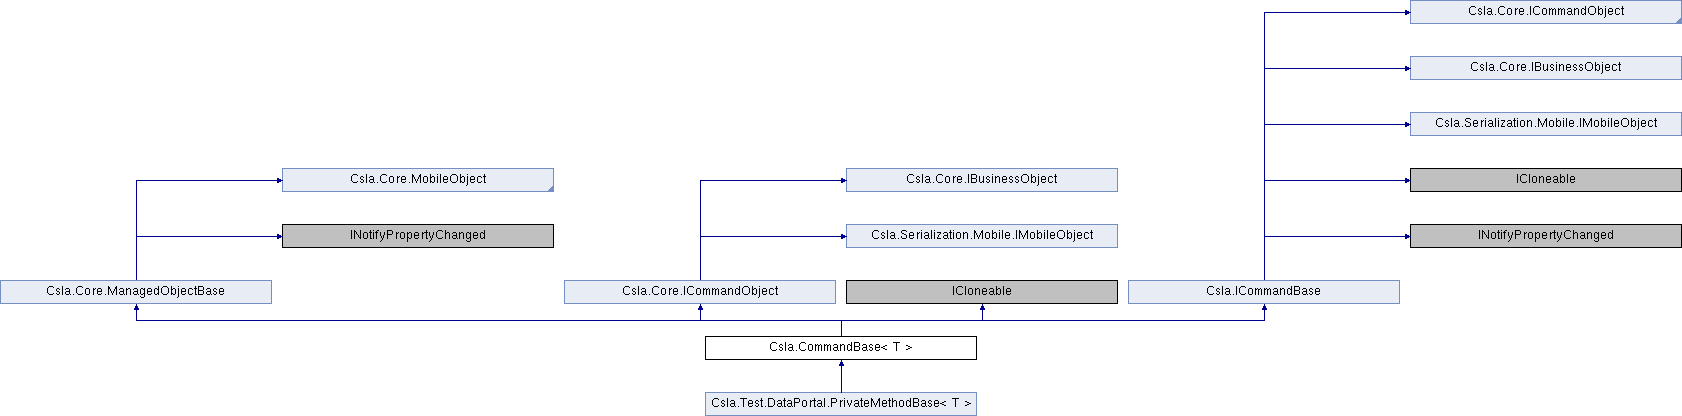 Csla.Core.ICommandObject
Csla.Core.IBusinessObject
Csla.Serialization.Mobile.IMobileObject
Csla.Core.MobileObject
Csla.Core.IBusinessObject
ICloneable
INotifyPropertyChanged
Csla.Serialization.Mobile.IMobileObject
INotifyPropertyChanged
Csla.Core.ManagedObjectBase
Csla.Core.ICommandObject
ICloneable
Csla.ICommandBase
Csla.CommandBase< T >
Csla.Test.DataPortal.PrivateMethodBase< T >